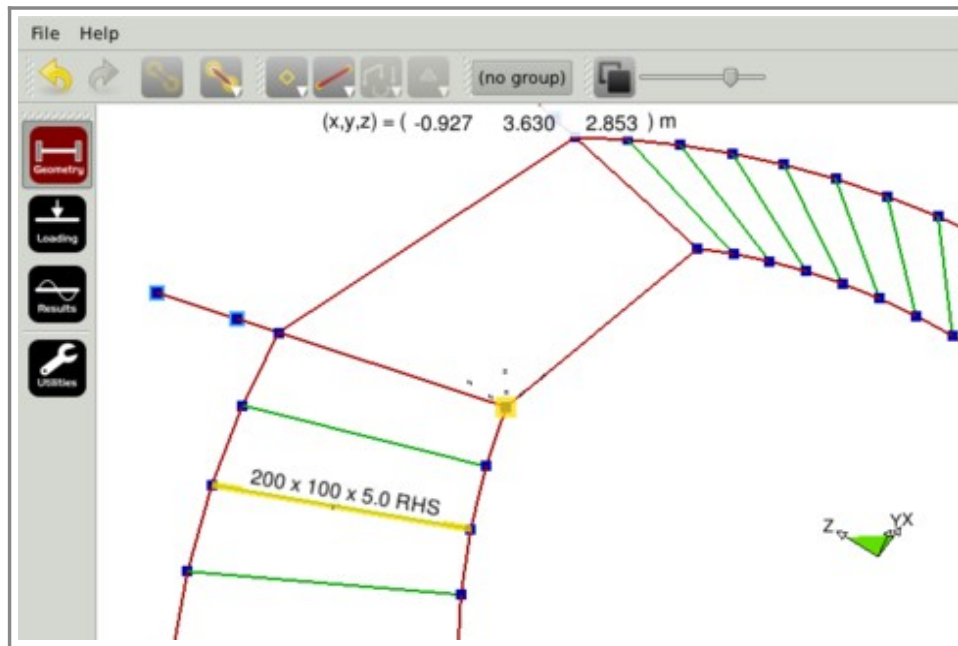 File Help
(no group)
(x,y,z) = ( -0.927 3.630 2.853 ) m
Geometry
Loading
Results
Utilities
200 x 100 x 5.0 RHS
Z YX